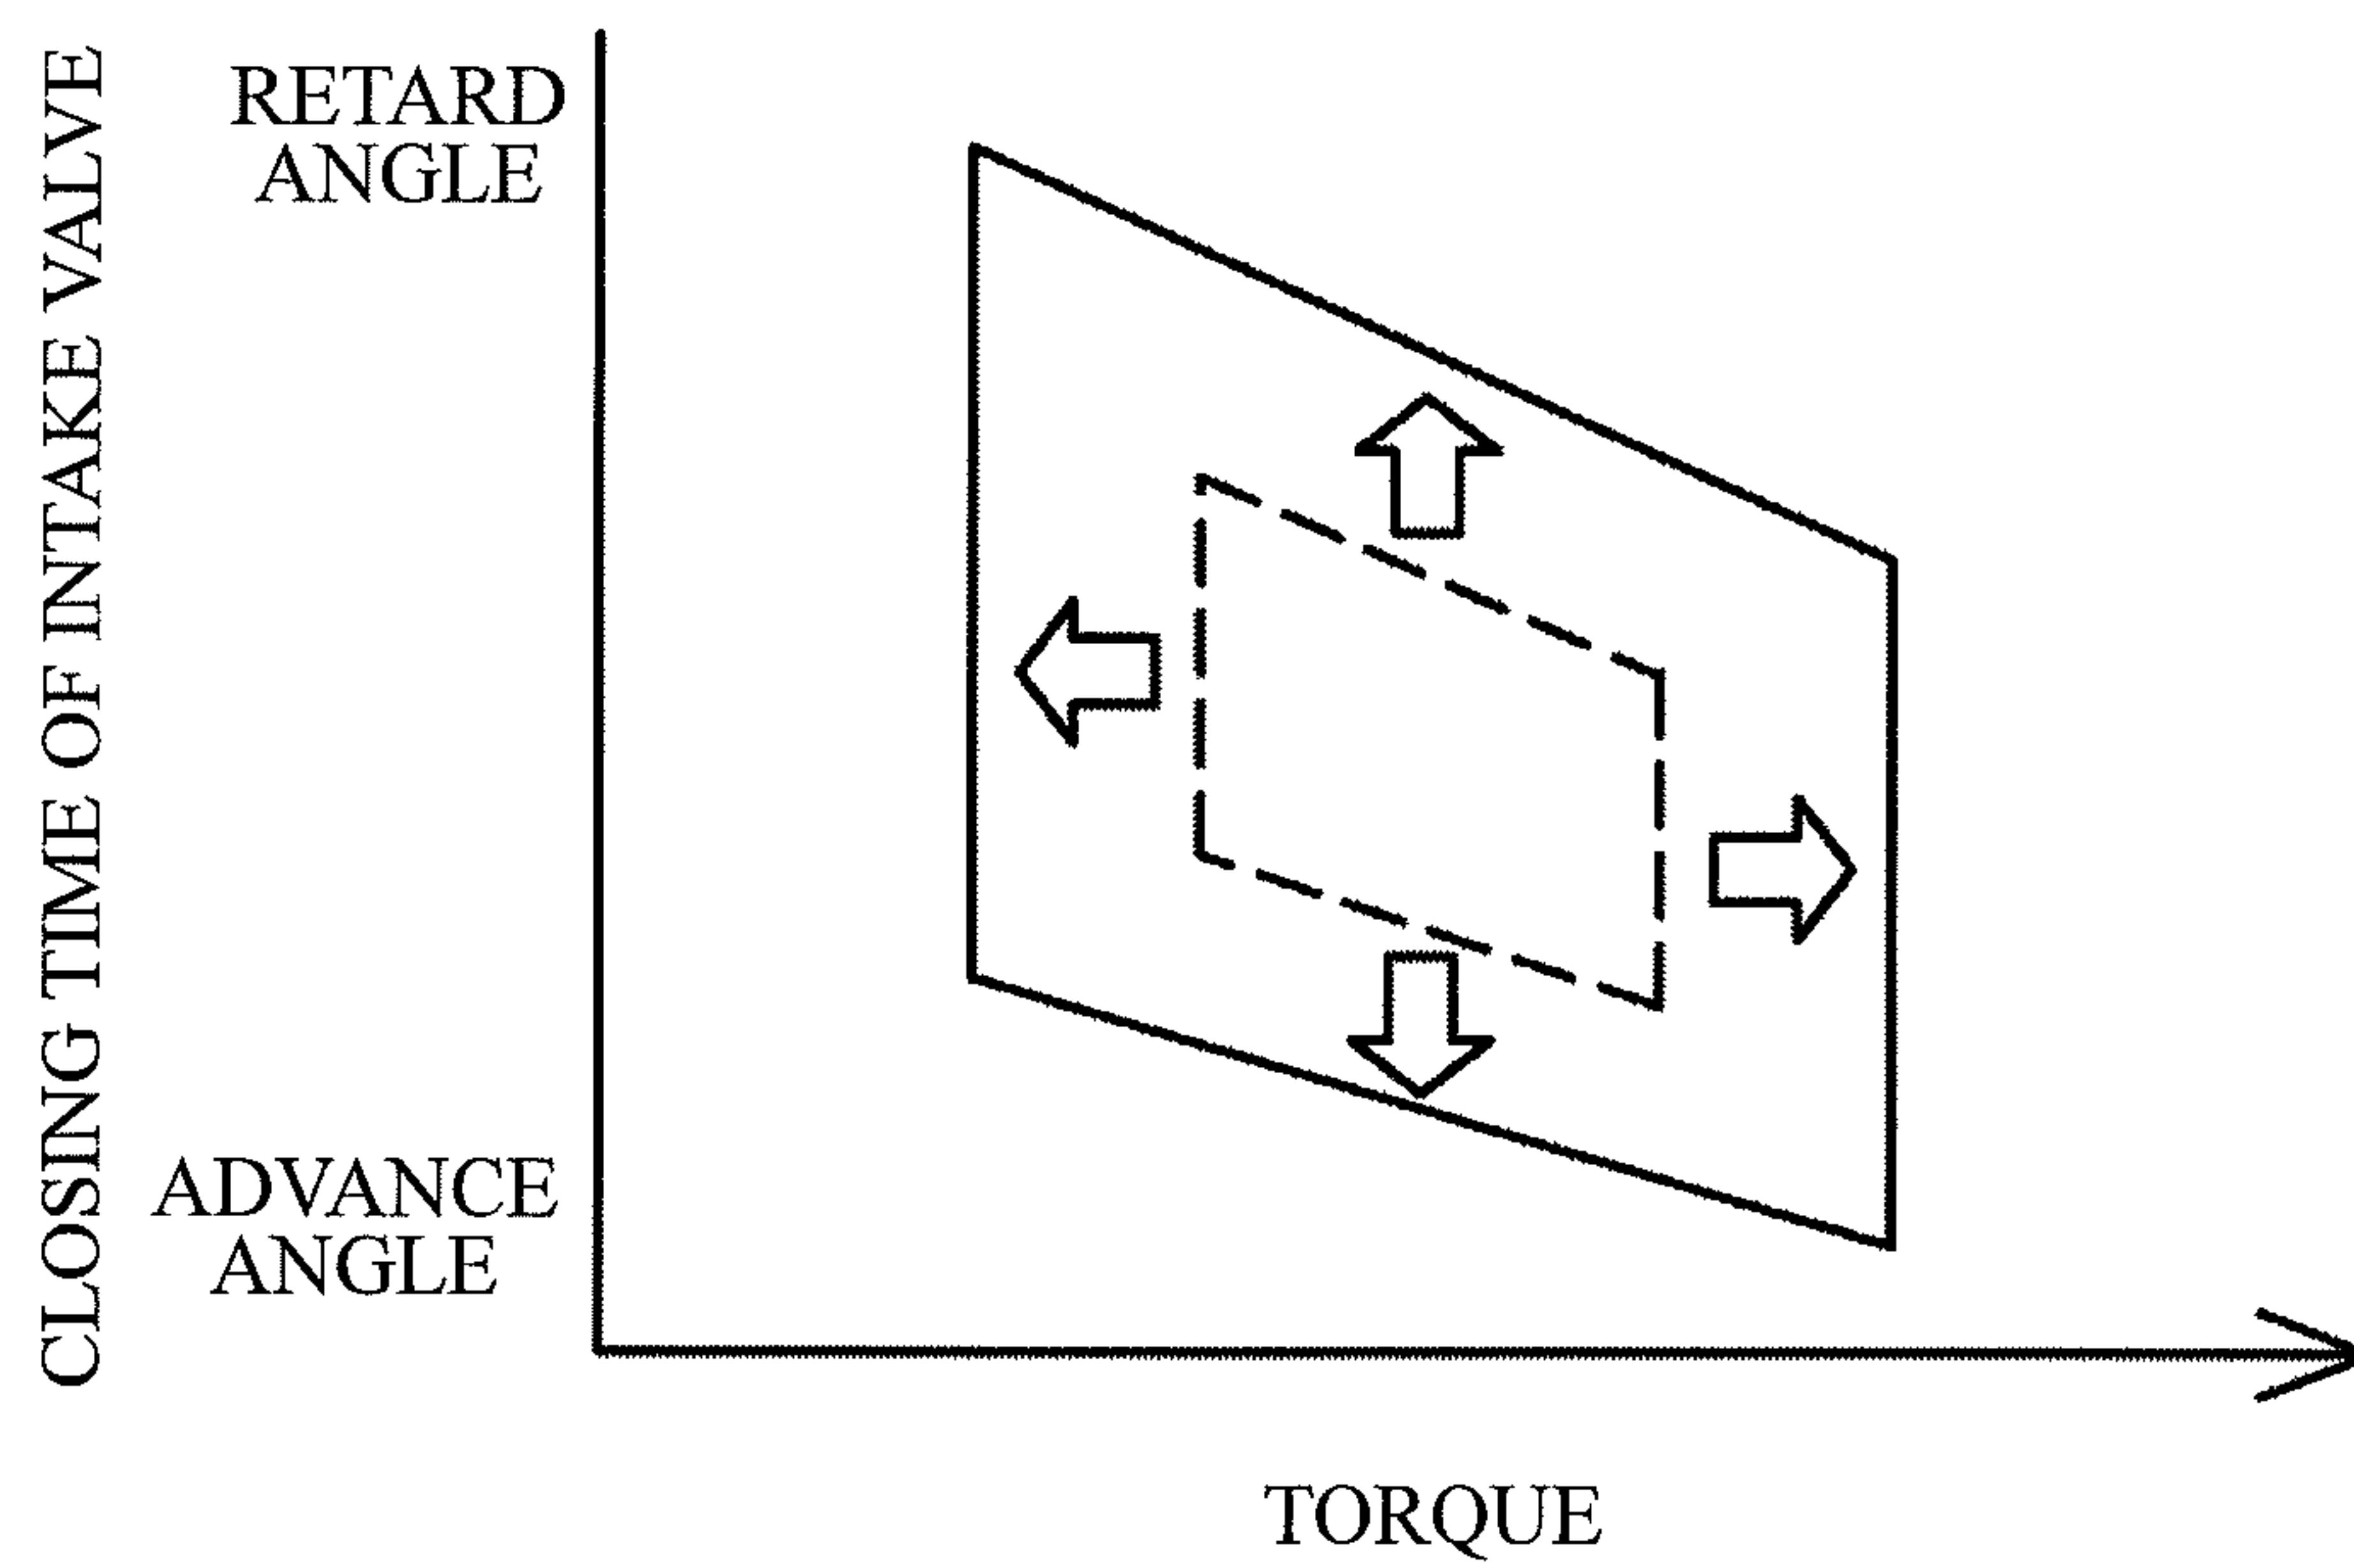 CLOSING TIME OF INTAKE VALVE
RETARD
ANGLE
ADVANCE
ANGLE
TORQUE